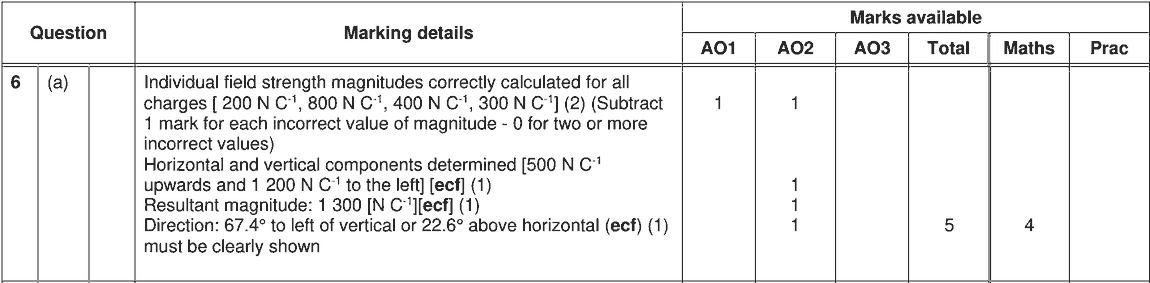 Question Marking details Marks available
AO1 AO2 AO3 Total Maths Prac
6 (a) Individual field strength magnitudes correctly calculated for all
charges [ 200 N C⁻¹, 800 N C⁻¹, 400 N C⁻¹, 300 N C⁻¹] (2) (Subtract 1 1
1 mark for each incorrect value of magnitude - 0 for two or more
incorrect values)
Horizontal and vertical components determined [500 N C⁻¹
upwards and 1 200 N C⁻¹ to the left] [ecf] (1) 1
Resultant magnitude: 1 300 [N C⁻¹][ecf] (1) 1
Direction: 67.4° to left of vertical or 22.6° above horizontal (ecf) (1) 1 5 4
must be clearly shown